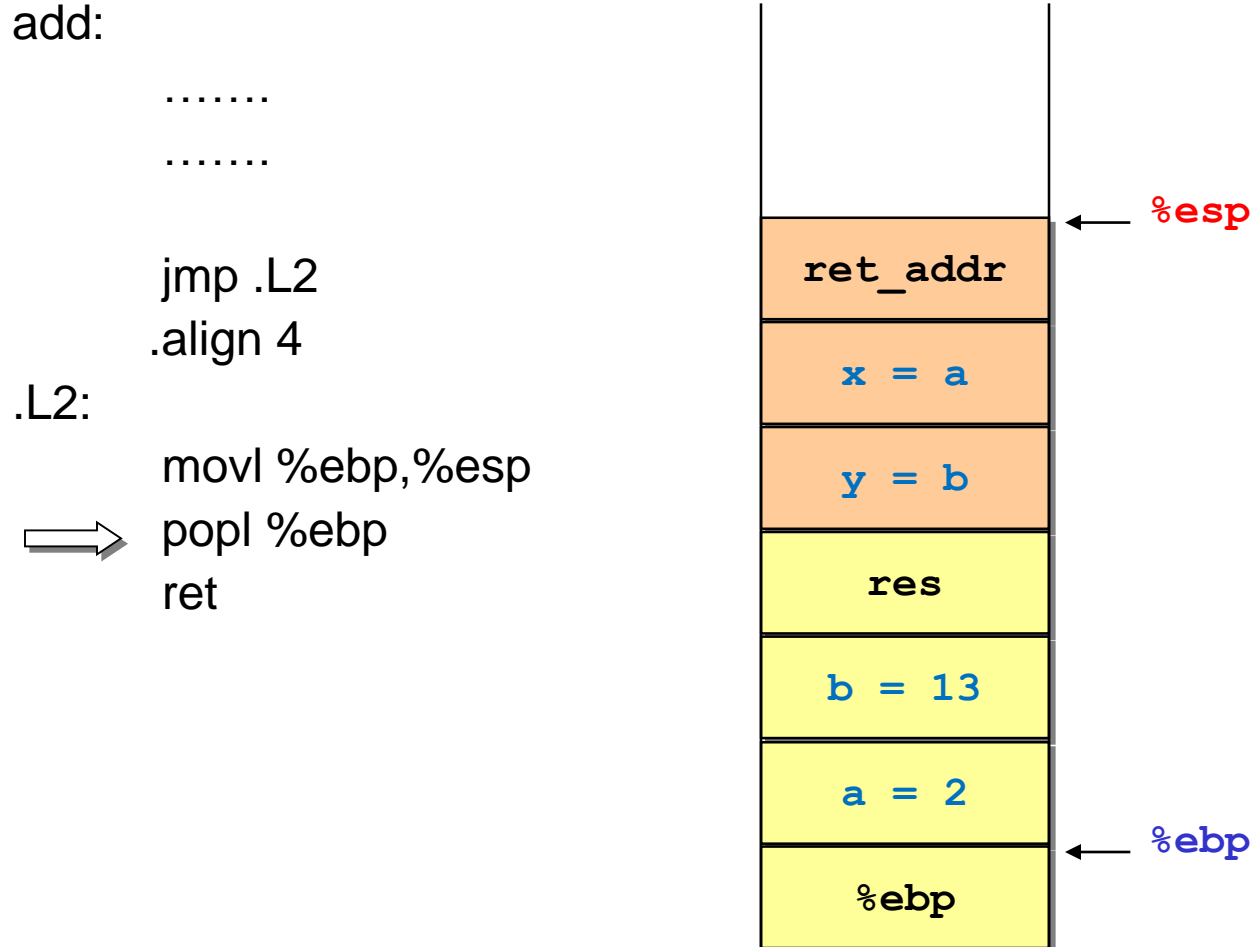 add:
…….
…….
jmp .L2
.align 4
.L2:
movl %ebp,%esp
popl %ebp
ret
%esp
ret_addr
x = a
y = b
res
b = 13
a = 2
%ebp
%ebp